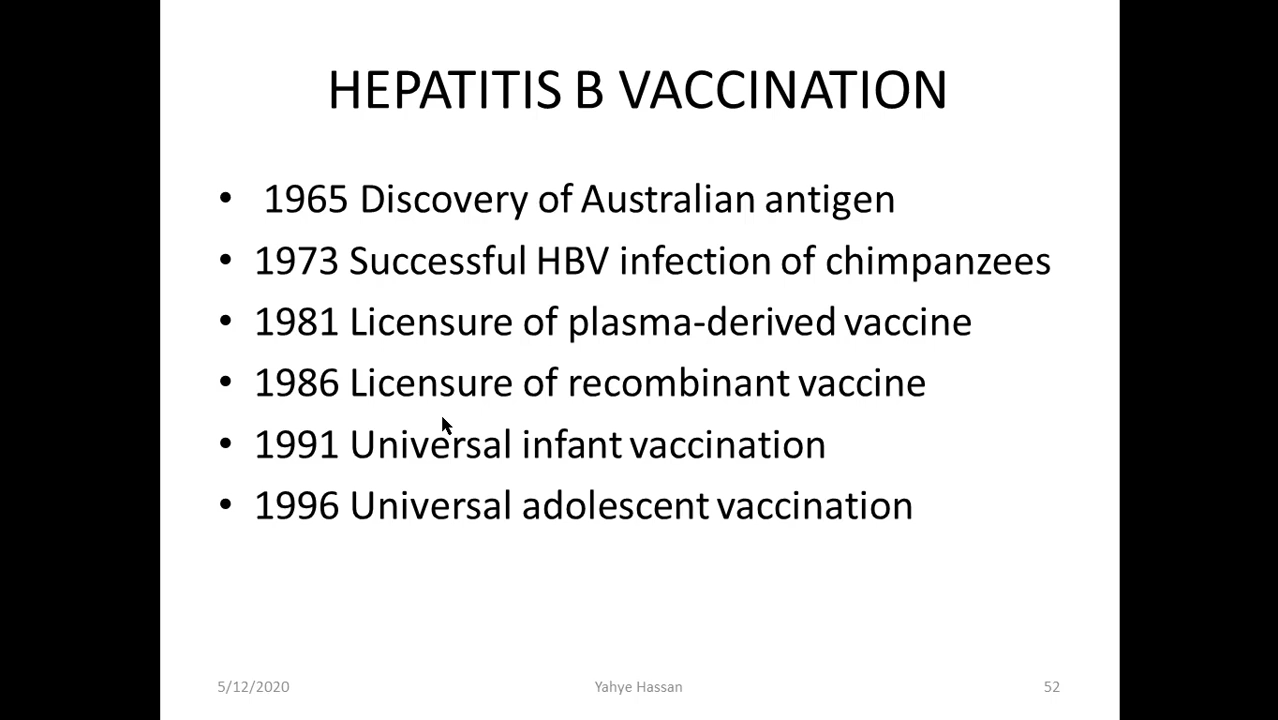 HEPATITIS B VACCINATION
• 1965 Discovery of Australian antigen
• 1973 Successful HBV infection of chimpanzees
• 1981 Licensure of plasma-derived vaccine
• 1986 Licensure of recombinant vaccine
• 1991 Universal infant vaccination
• 1996 Universal adolescent vaccination
5/12/2020 Yahye Hassan 52